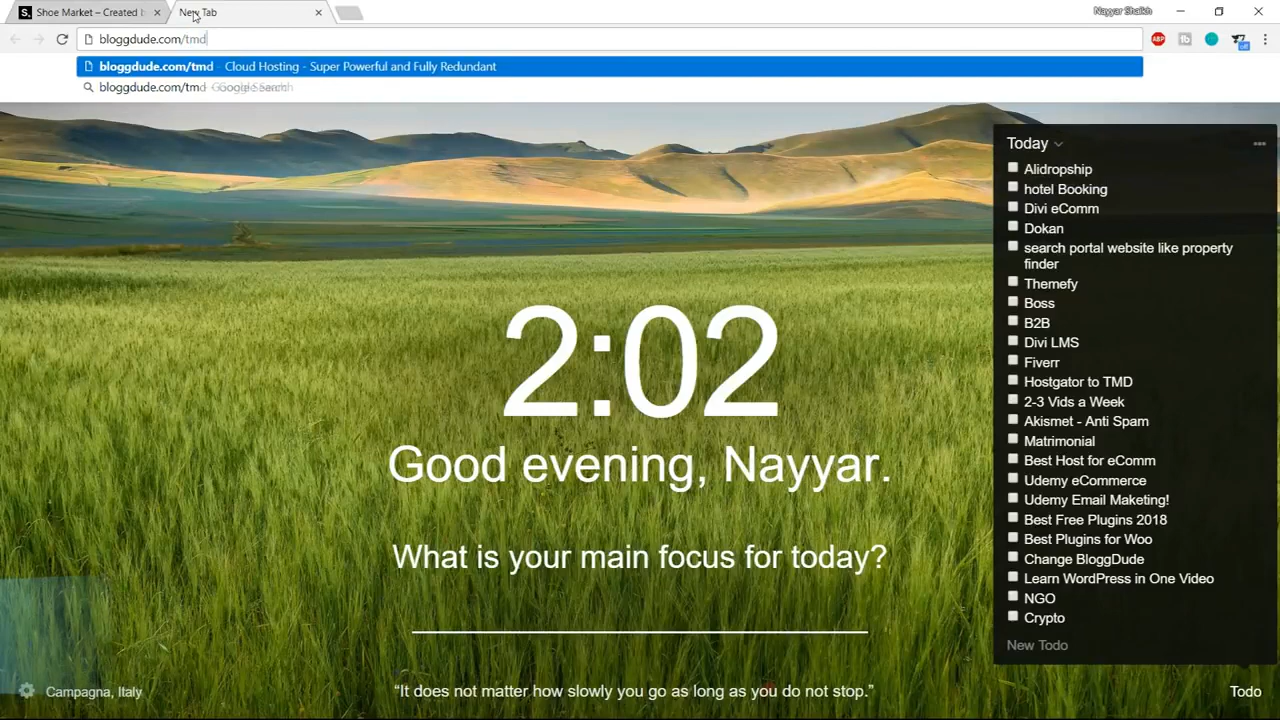 Shoe Market – Created b
New Tab
Nayyar Shaikh
bloggdude.com/tmd
ABP
fb
off
bloggdude.com/tmd - Cloud Hosting - Super Powerful and Fully Redundant
bloggdude.com/tmd - Google Search
Today
Alidropship
hotel Booking
Divi eComm
Dokan
search portal website like property
finder
Themefy
Boss
B2B
Divi LMS
Fiverr
Hostgator to TMD
2-3 Vids a Week
Akismet - Anti Spam
Matrimonial
Best Host for eComm
Udemy eCommerce
Udemy Email Maketing!
Best Free Plugins 2018
Best Plugins for Woo
Change BloggDude
Learn WordPress in One Video
NGO
Crypto
New Todo
2:02
Good evening, Nayyar.
What is your main focus for today?
Campagna, Italy
“It does not matter how slowly you go as long as you do not stop.”
Todo